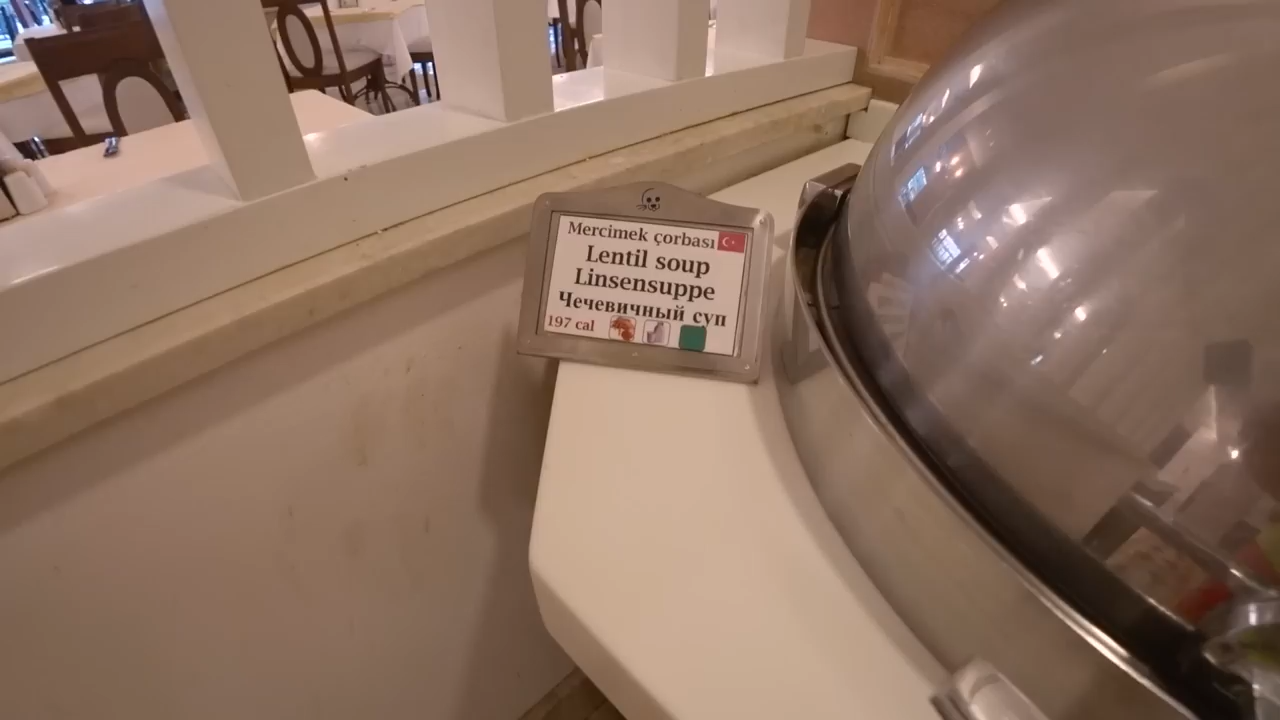 Mercimek çorbası
Lentil soup
Linsensuppe
Чечевичный суп
197 cal